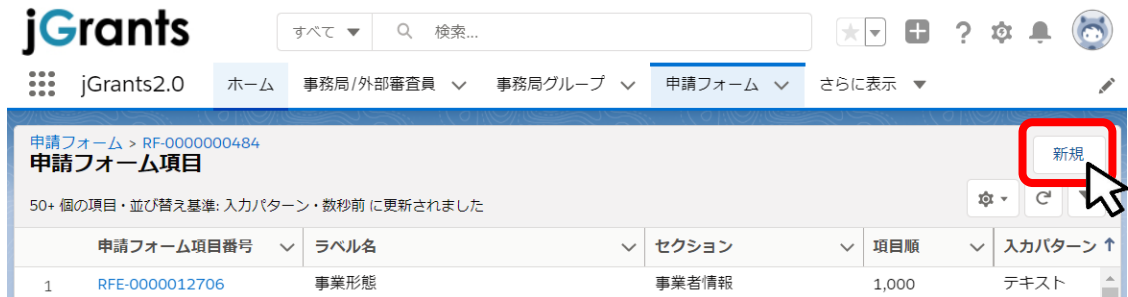 jGrants
すべて ▼ 検索...
jGrants2.0 ホーム 事務局/外部審査員 事務局グループ 申請フォーム さらに表示 ▼
申請フォーム > RF-0000000484
申請フォーム項目
新規
50+ 個の項目・並び替え基準: 入力パターン・数秒前 に更新されました
申請フォーム項目番号 ラベル名 セクション 項目順 入力パターン ↑
1 RFE-0000012706 事業形態 事業者情報 1,000 テキスト